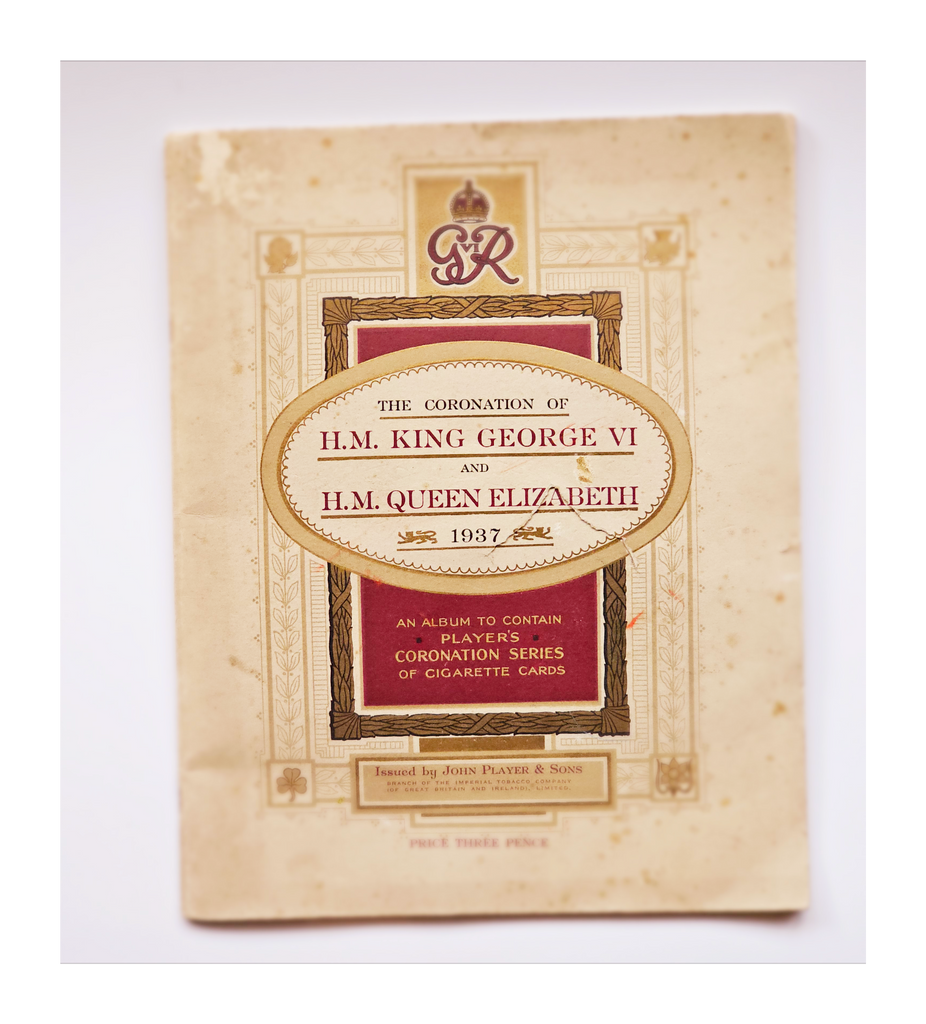 GVIR
THE CORONATION OF
H.M. KING GEORGE VI
AND
H.M. QUEEN ELIZABETH
1937
AN ALBUM TO CONTAIN
PLAYER'S
CORONATION SERIES
OF CIGARETTE CARDS
Issued by JOHN PLAYER & SONS
BRANCH OF THE IMPERIAL TOBACCO COMPANY
(OF GREAT BRITAIN AND IRELAND), LIMITED.
PRICE THREE PENCE